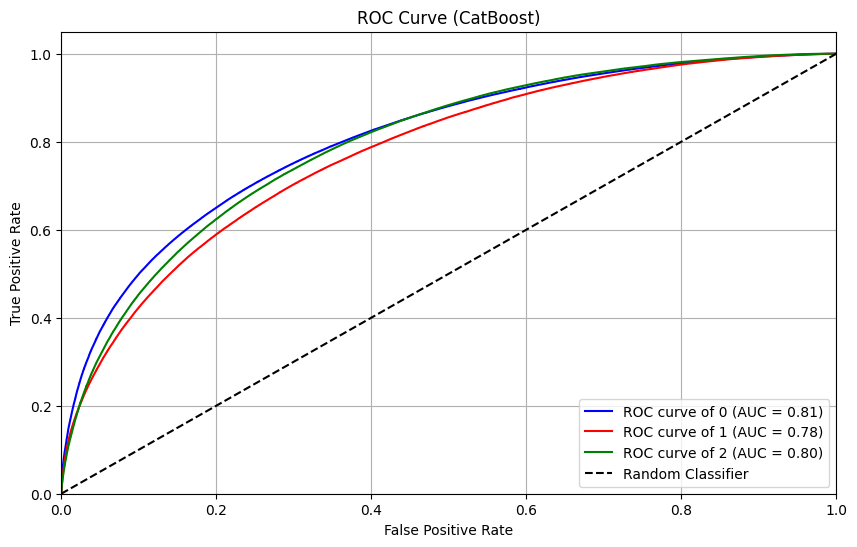 ROC Curve (CatBoost)
True Positive Rate
1.0
0.8
0.6
0.4
0.2
0.0
ROC curve of 0 (AUC = 0.81)
ROC curve of 1 (AUC = 0.78)
ROC curve of 2 (AUC = 0.80)
Random Classifier
0.0 0.2 0.4 0.6 0.8 1.0
False Positive Rate